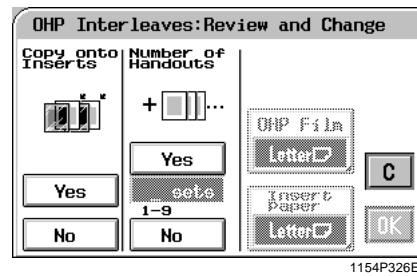 OHP Interleaves:Review and Change
Copy onto
Inserts
Yes
No
Number of
Handouts
+ ...
Yes
sets
1-9
No
OHP Film
Letter
Insert
Paper
Letter
C
OK
1154P326E